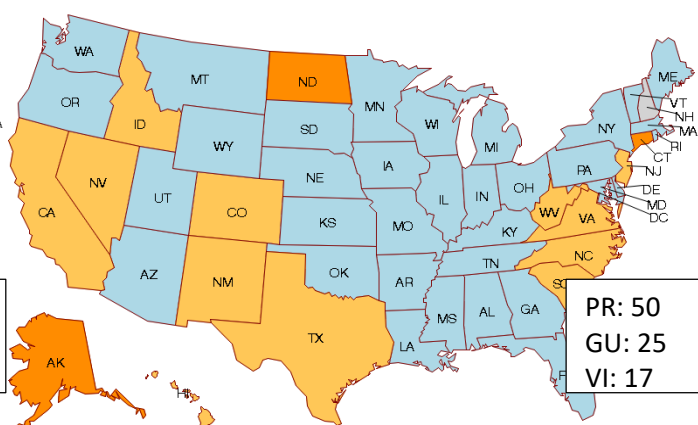 WA
ME
MT
ND
VT
OR
MN
NH
ID
WI
SD
NY
MA
WY
MI
RI
CT
IA
PA
NJ
NE
NV
OH
DE
IL
IN
UT
MD
CO
WV
CA
VA
DC
KS
MO
KY
NC
TN
AZ
OK
NM
AR
SC
MS
AL
GA
TX
LA
AK
HI
PR: 50
GU: 25
VI: 17